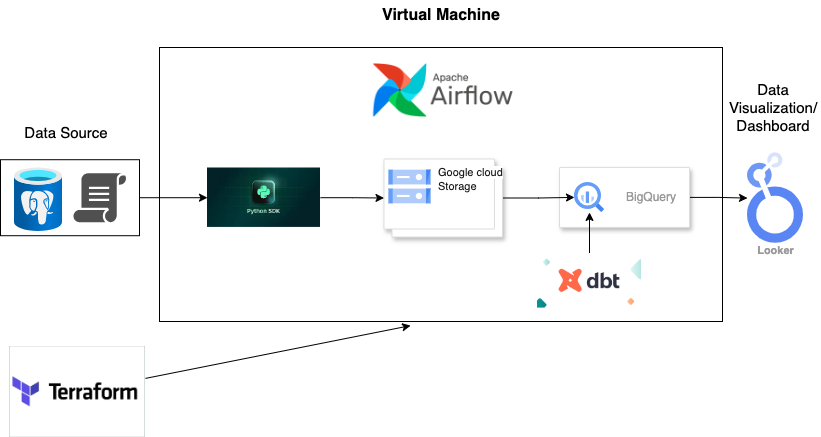 Virtual Machine
Apache
Airflow
Data
Visualization/
Dashboard
Data Source
Google cloud
Storage
Python SDK
BigQuery
Looker
dbt
Terraform